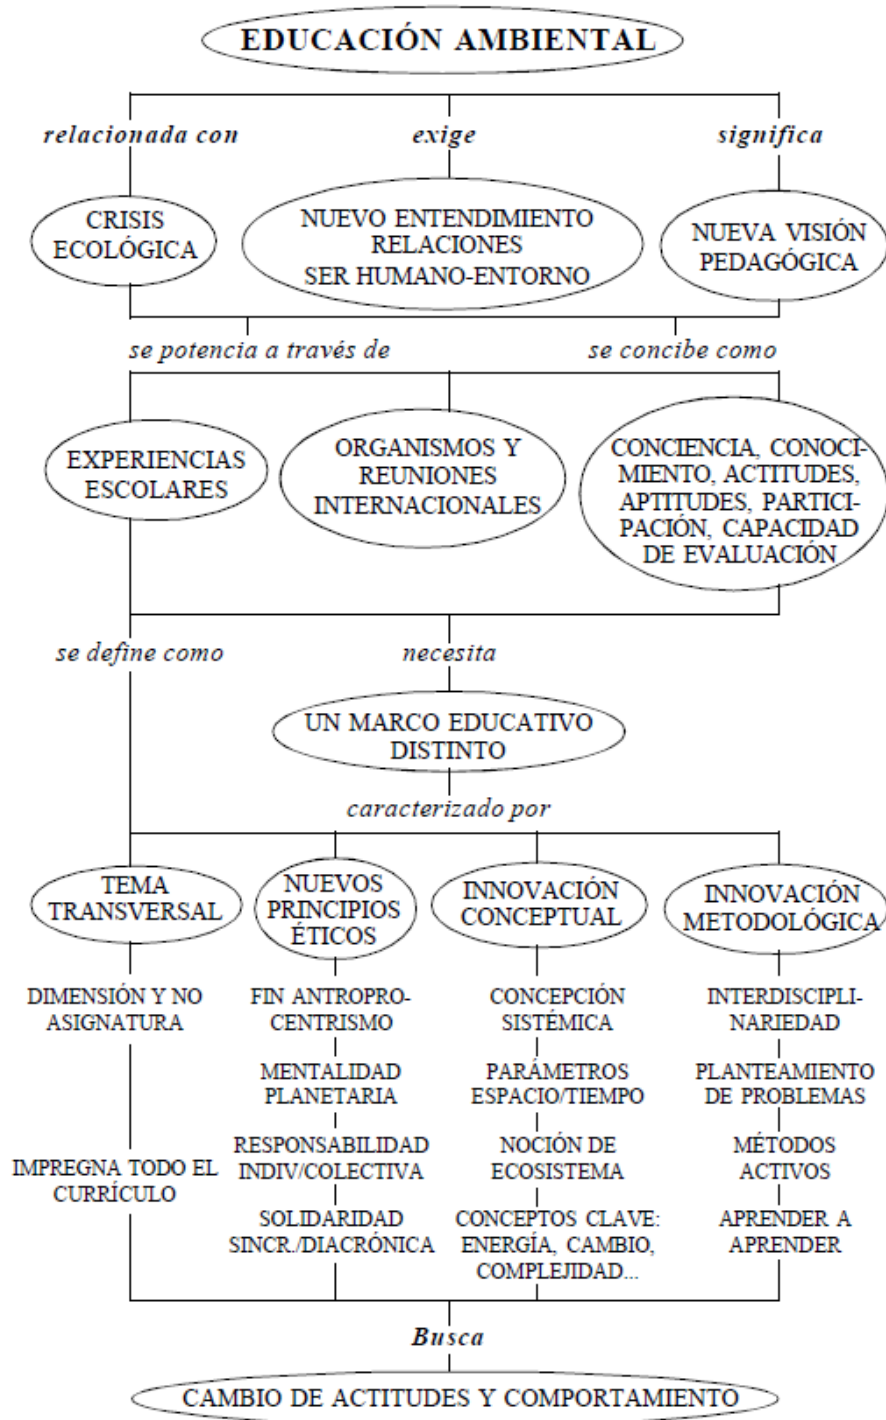 EDUCACIÓN AMBIENTAL
relacionada con
exige
significa
CRISIS
ECOLÓGICA
NUEVO ENTENDIMIENTO
RELACIONES
SER HUMANO-ENTORNO
NUEVA VISIÓN
PEDAGÓGICA
se potencia a través de
se concibe como
EXPERIENCIAS
ESCOLARES
ORGANISMOS Y
REUNIONES
INTERNACIONALES
CONCIENCIA, CONOCI-
MIENTO, ACTITUDES,
APTITUDES, PARTICI-
PACIÓN, CAPACIDAD
DE EVALUACIÓN
se define como
necesita
UN MARCO EDUCATIVO
DISTINTO
caracterizado por
TEMA
TRANSVERSAL
NUEVOS
PRINCIPIOS
ÉTICOS
INNOVACIÓN
CONCEPTUAL
INNOVACIÓN
METODOLÓGICA
DIMENSIÓN Y NO
ASIGNATURA
IMPREGNA TODO EL
CURRÍCULO
FIN ANTROPRO-
CENTRISMO
MENTALIDAD
PLANETARIA
RESPONSABILIDAD
INDIV/COLECTIVA
SOLIDARIDAD
SINCR./DIACRÓNICA
CONCEPCIÓN
SISTÉMICA
PARÁMETROS
ESPACIO/TIEMPO
NOCIÓN DE
ECOSISTEMA
CONCEPTOS CLAVE:
ENERGÍA, CAMBIO,
COMPLEJIDAD...
INTERDISCIPLI-
NARIEDAD
PLANTEAMIENTO
DE PROBLEMAS
MÉTODOS
ACTIVOS
APRENDER A
APRENDER
Busca
CAMBIO DE ACTITUDES Y COMPORTAMIENTO